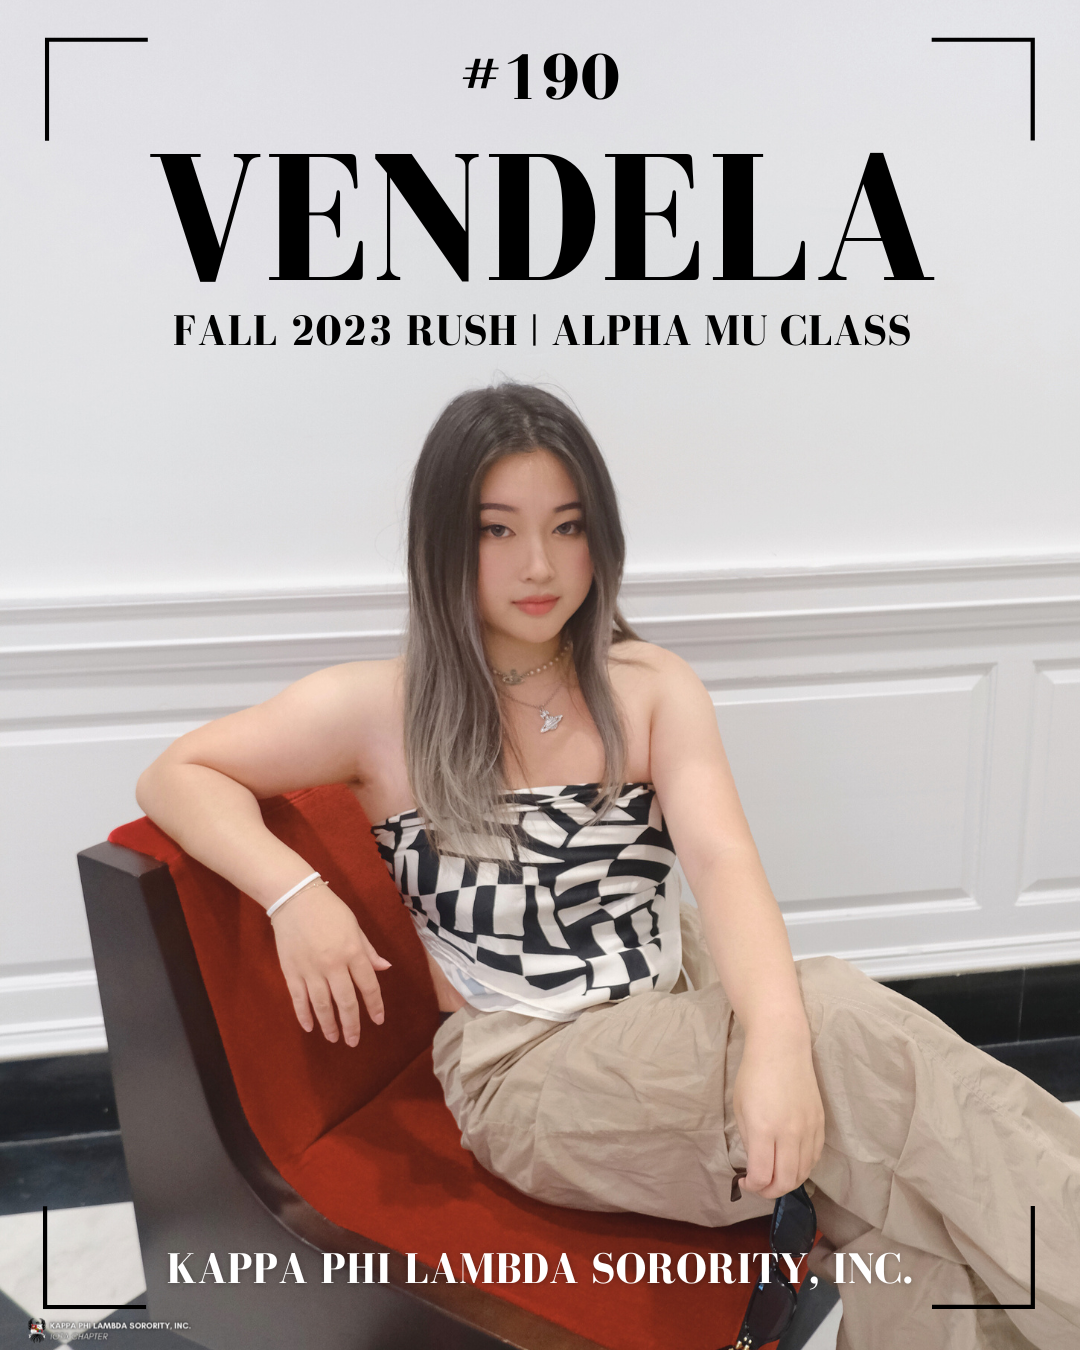 #190
VENDELA
FALL 2023 RUSH | ALPHA MU CLASS
KAPPA PHI LAMBDA SORORITY, INC.
KAPPA PHI LAMBDA SORORITY, INC.
CHAPTER